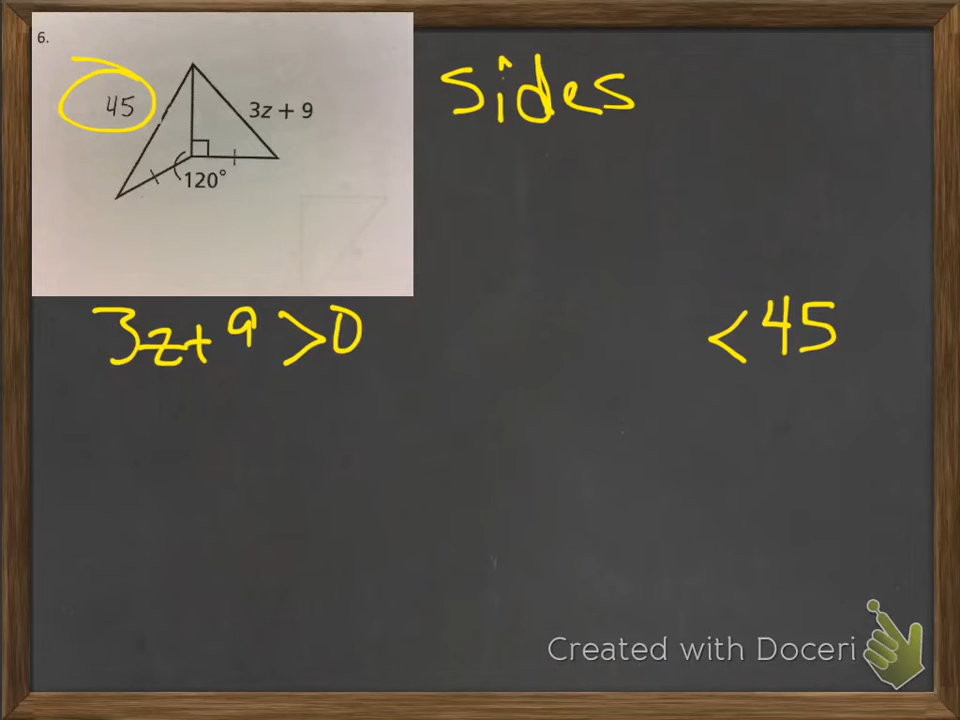 6.
sides
45
3z + 9
120°
3z+9 >0
<45
Created with Doceri